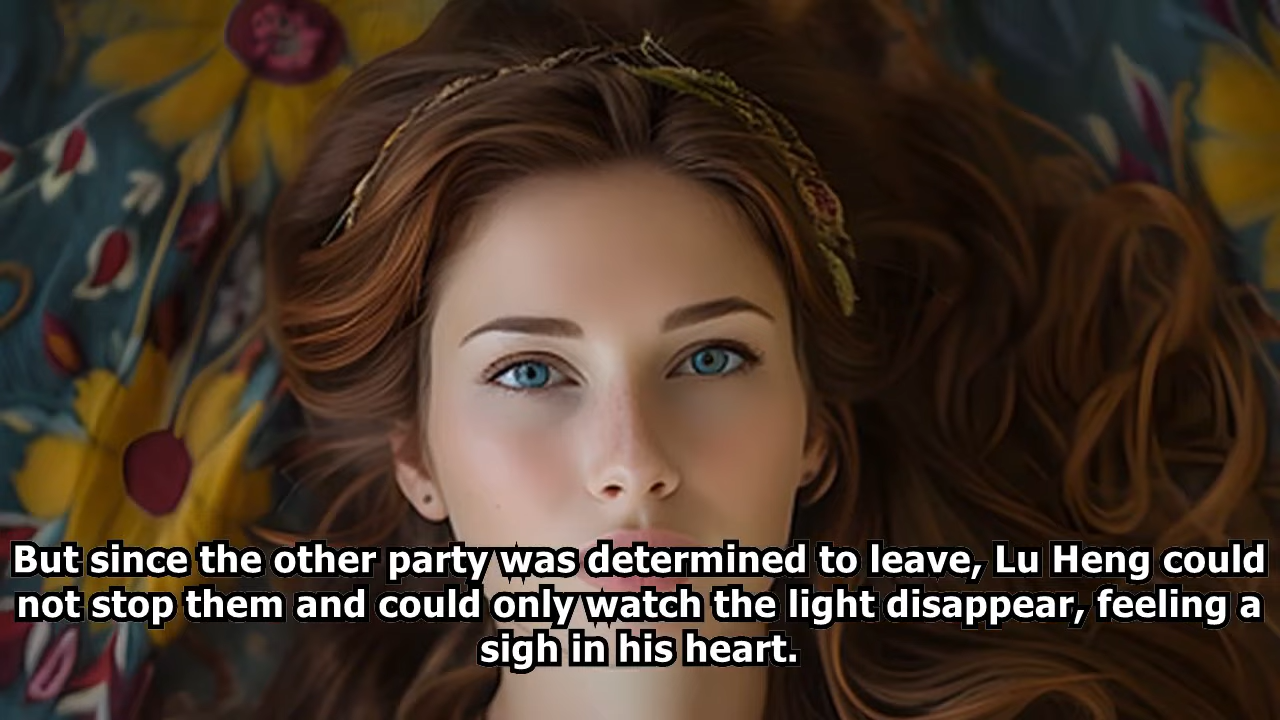 But since the other party was determined to leave, Lu Heng could
not stop them and could only watch the light disappear, feeling a
sigh in his heart.